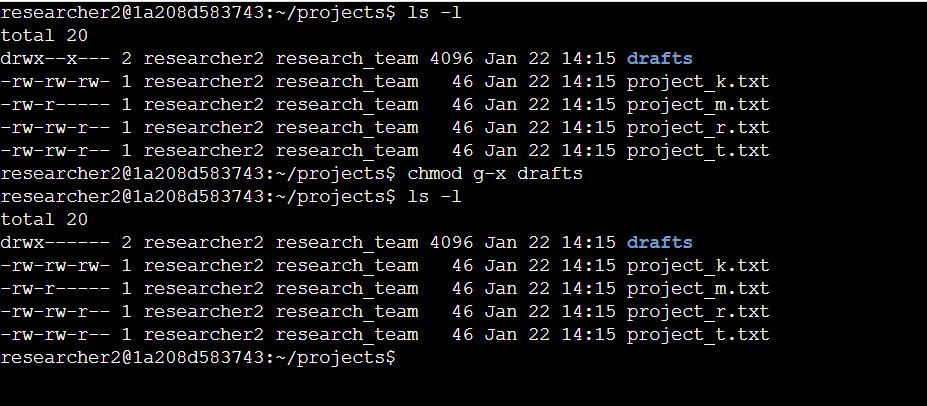 researcher2@1a208d583743:~/projects$ ls -l
total 20
drwx--x--- 2 researcher2 research_team 4096 Jan 22 14:15 drafts
-rw-rw-rw- 1 researcher2 research_team   46 Jan 22 14:15 project_k.txt
-rw-r----- 1 researcher2 research_team   46 Jan 22 14:15 project_m.txt
-rw-rw-r-- 1 researcher2 research_team   46 Jan 22 14:15 project_r.txt
-rw-rw-r-- 1 researcher2 research_team   46 Jan 22 14:15 project_t.txt
researcher2@1a208d583743:~/projects$ chmod g-x drafts
researcher2@1a208d583743:~/projects$ ls -l
total 20
drwx------ 2 researcher2 research_team 4096 Jan 22 14:15 drafts
-rw-rw-rw- 1 researcher2 research_team   46 Jan 22 14:15 project_k.txt
-rw-r----- 1 researcher2 research_team   46 Jan 22 14:15 project_m.txt
-rw-rw-r-- 1 researcher2 research_team   46 Jan 22 14:15 project_r.txt
-rw-rw-r-- 1 researcher2 research_team   46 Jan 22 14:15 project_t.txt
researcher2@1a208d583743:~/projects$